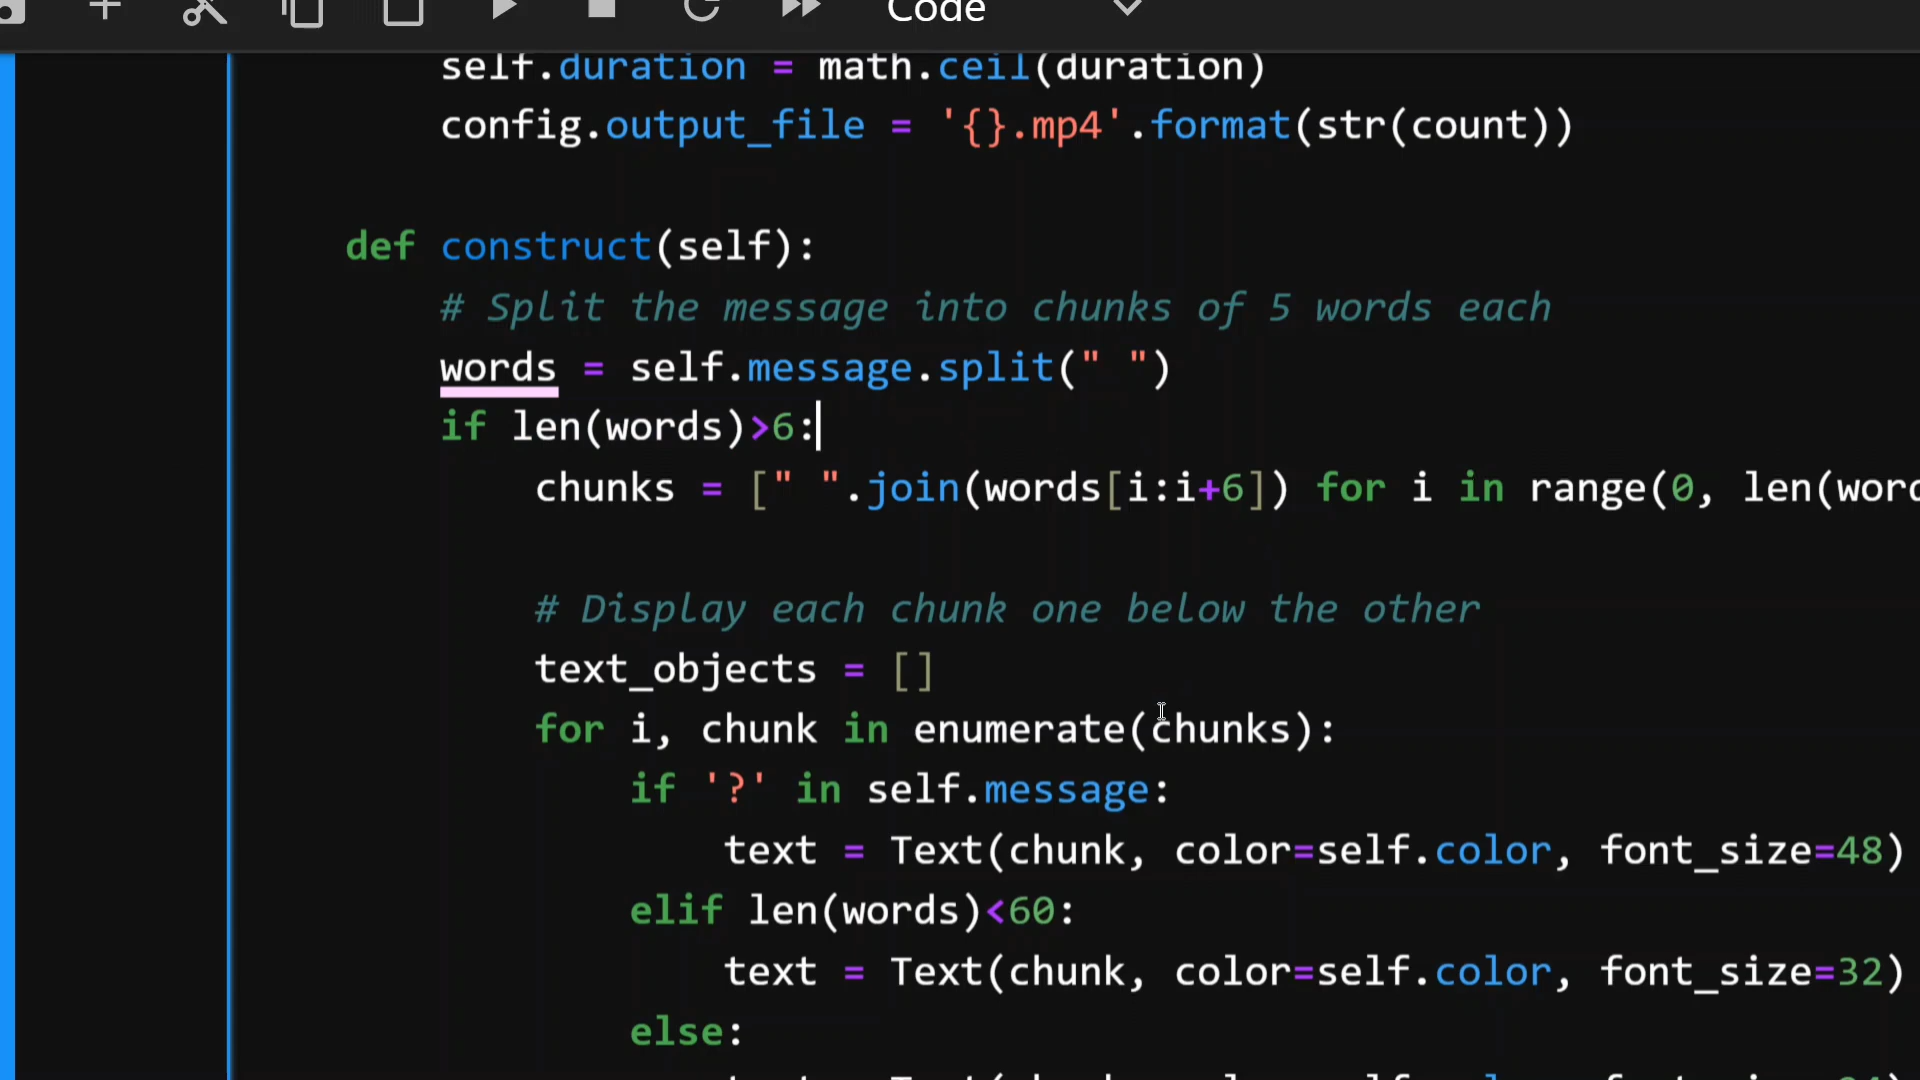 Code
self.duration = math.ceil(duration)
config.output_file = '{}.mp4'.format(str(count))
def construct(self):
# Split the message into chunks of 5 words each
words = self.message.split(" ")
if len(words)>6:
chunks = [" ".join(words[i:i+6]) for i in range(0, len(word
# Display each chunk one below the other
text_objects = []
for i, chunk in enumerate(chunks):
if '?' in self.message:
text = Text(chunk, color=self.color, font_size=48)
elif len(words)<60:
text = Text(chunk, color=self.color, font_size=32)
else: